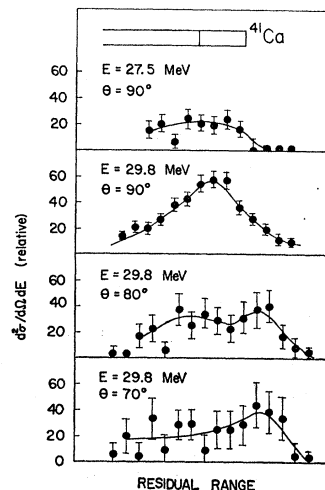 41Ca
E = 27.5 MeV
θ = 90°
60
40
20
E = 29.8 MeV
θ = 90°
60
40
20
E = 29.8 MeV
θ = 80°
60
40
20
E = 29.8 MeV
θ = 70°
60
40
20
0
d²σ/dΩdE (relative)
RESIDUAL RANGE